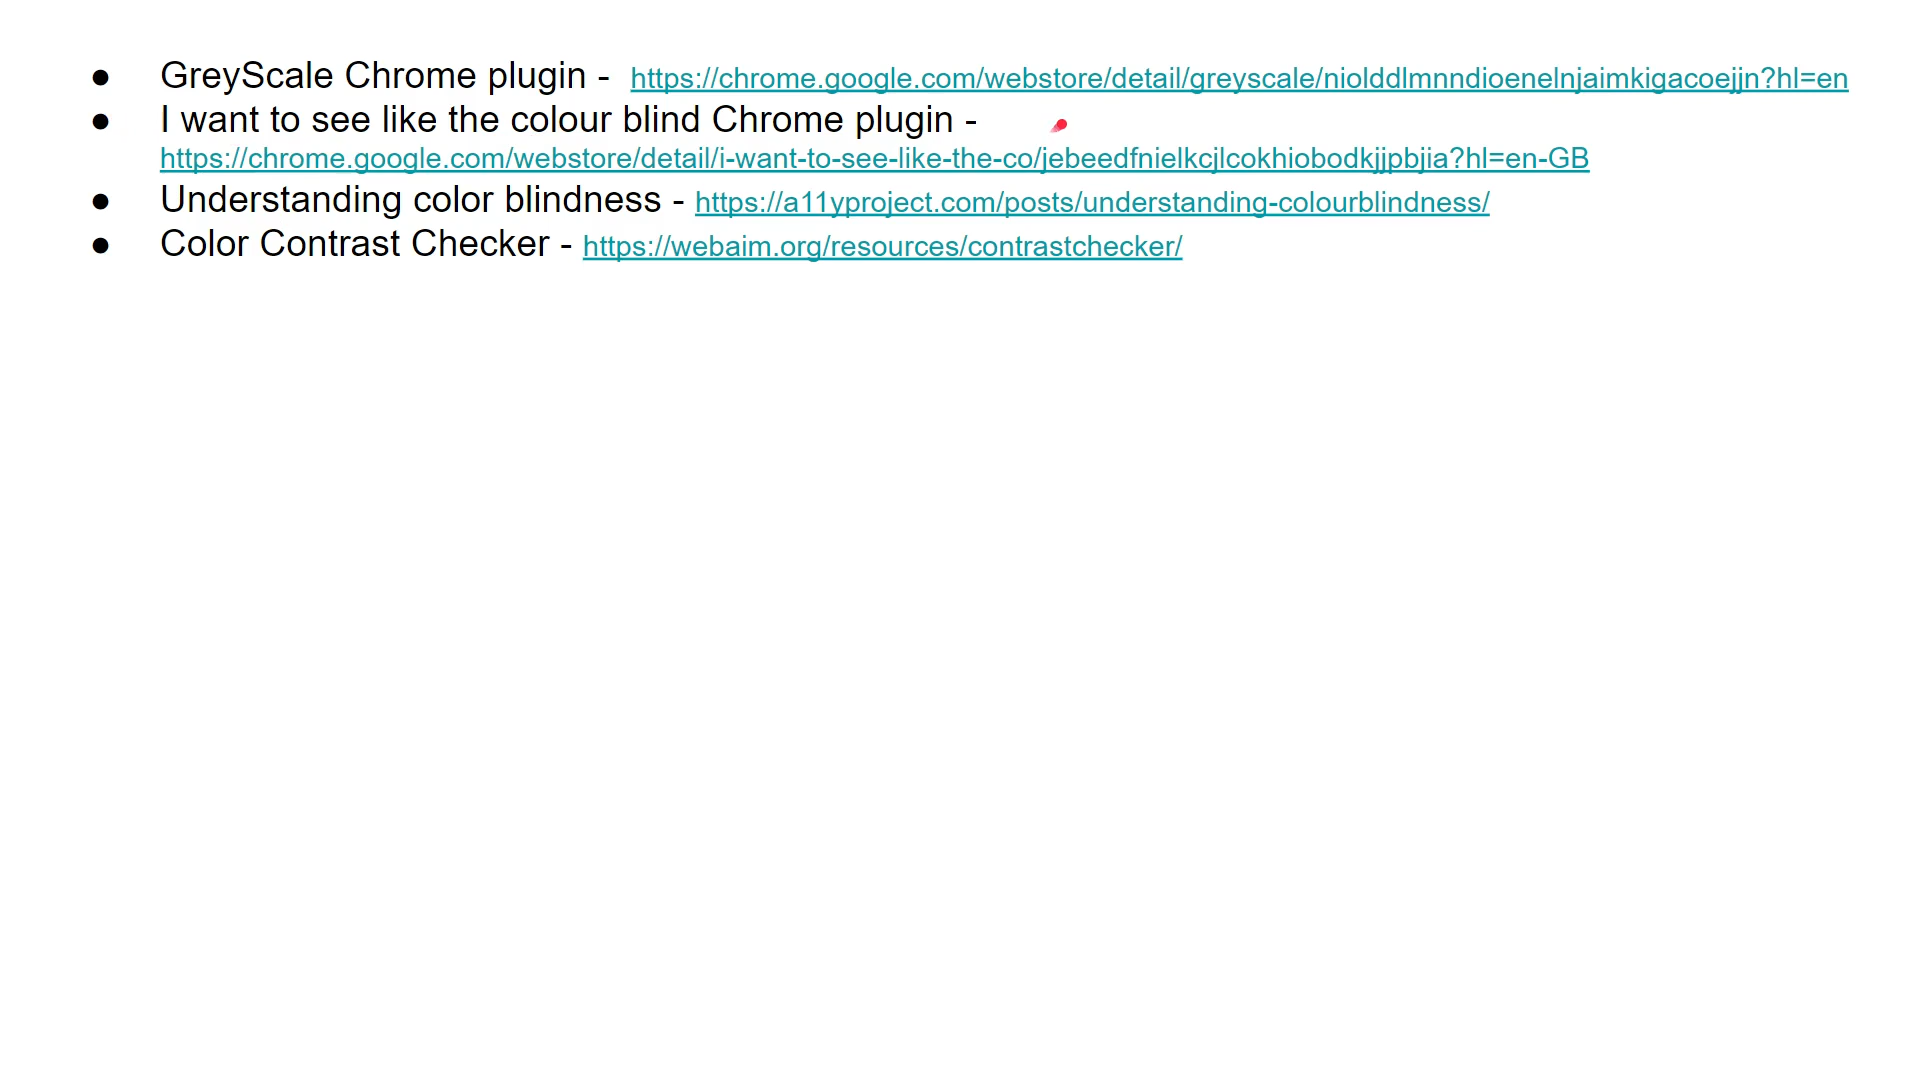 ● GreyScale Chrome plugin - https://chrome.google.com/webstore/detail/greyscale/niolddlmnndioenelnjaimkigacoejjn?hl=en
● I want to see like the colour blind Chrome plugin -
https://chrome.google.com/webstore/detail/i-want-to-see-like-the-co/jebeedfnielkcjlcokhiobodkjjpbjia?hl=en-GB
● Understanding color blindness - https://a11yproject.com/posts/understanding-colourblindness/
● Color Contrast Checker - https://webaim.org/resources/contrastchecker/